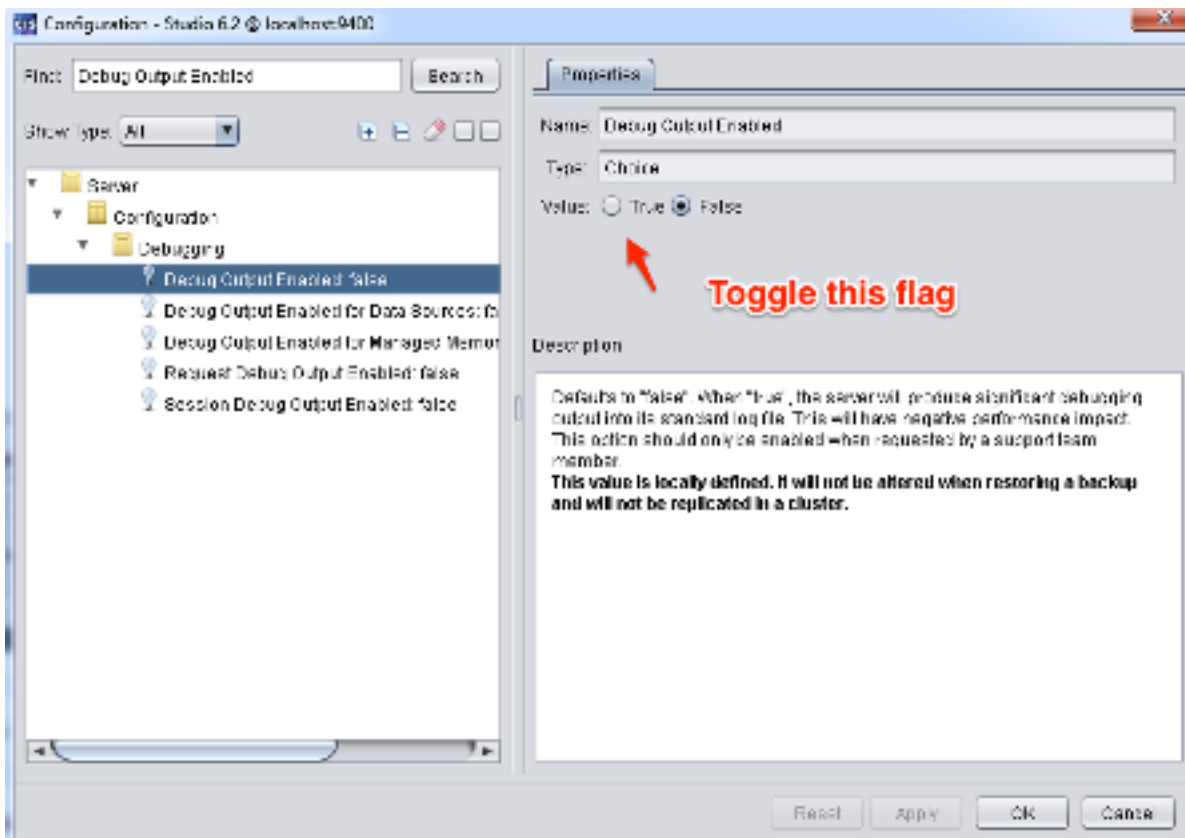 Configuration - Studio 6.2 @ localhost:9400
Find: Debug Output Enabled Search
Show Type: All
Server
Configuration
Debugging
Debug Output Enabled: false
Debug Output Enabled for Data Sources: fa
Debug Output Enabled for Managed Memor
Request Debug Output Enabled: false
Session Debug Output Enabled: false
Properties
Name: Debug Output Enabled
Type: Choice
Value: True False
Toggle this flag
Description
Defaults to "false". When "true", the server will produce significant debugging
output into its standard log file. This will have negative performance impact.
This option should only be enabled when requested by a support team
member.
This value is locally defined. It will not be altered when restoring a backup
and will not be replicated in a cluster.
Reset Apply OK Cancel